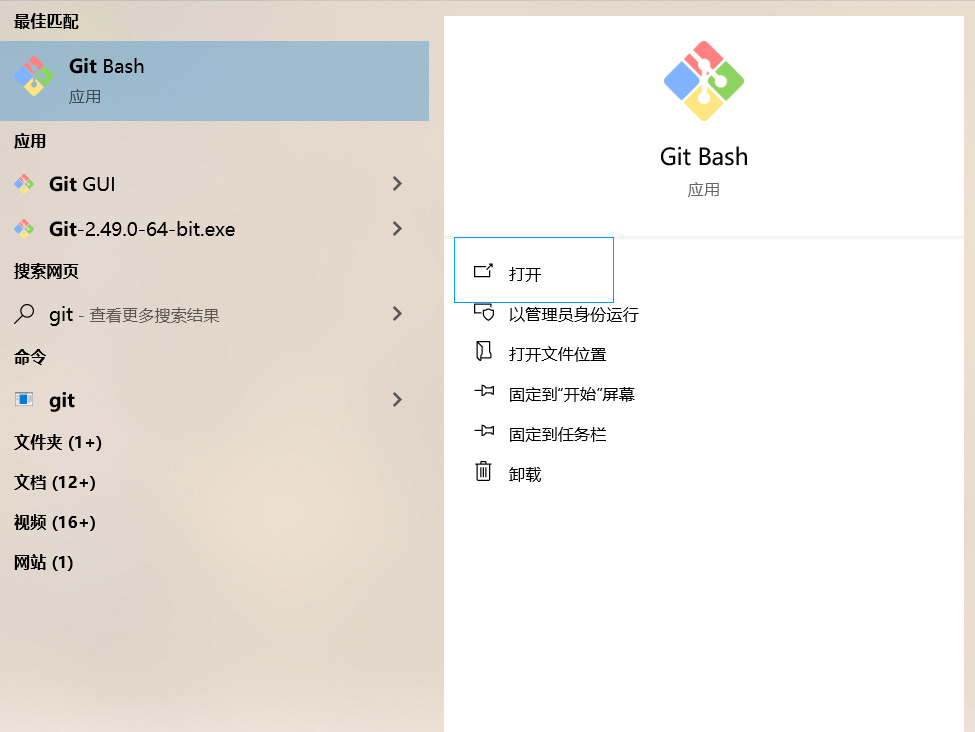 最佳匹配
Git Bash
应用
应用
Git GUI
Git-2.49.0-64-bit.exe
搜索网页
git - 查看更多搜索结果
命令
git
文件夹 (1+)
文档 (12+)
视频 (16+)
网站 (1)
Git Bash
应用
打开
以管理员身份运行
打开文件位置
固定到“开始”屏幕
固定到任务栏
卸载